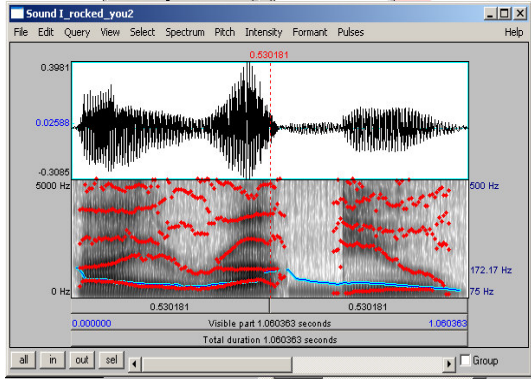 Sound I_rocked_you2
File Edit Query View Select Spectrum Pitch Intensity Formant Pulses Help
0.530181
0.3981
0.02588
-0.3085
5000 Hz 500 Hz
172.17 Hz
0 Hz 75 Hz
0.530181 0.530181
0.000000 Visible part 1.060363 seconds 1.060363
Total duration 1.060363 seconds
all in out sel Group